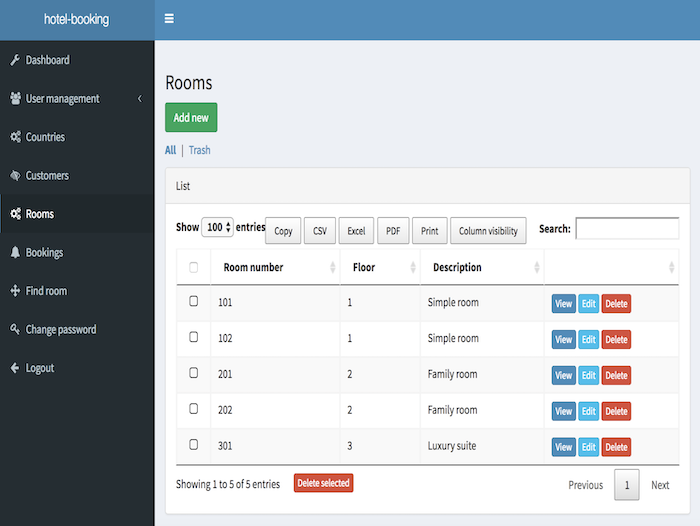 hotel-booking
Dashboard
User management
Countries
Customers
Rooms
Bookings
Find room
Change password
Logout
Rooms
Add new
All | Trash
List
Show 100 entries Copy CSV Excel PDF Print Column visibility Search:
Room number Floor Description
101 1 Simple room View Edit Delete
102 1 Simple room View Edit Delete
201 2 Family room View Edit Delete
202 2 Family room View Edit Delete
301 3 Luxury suite View Edit Delete
Showing 1 to 5 of 5 entries Delete selected Previous 1 Next